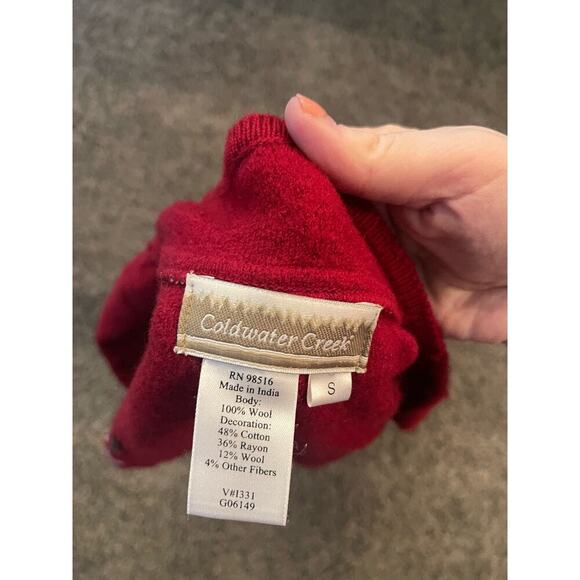 Coldwater Creek
S
RN 98516
Made in India
Body:
100% Wool
Decoration:
48% Cotton
36% Rayon
12% Wool
4% Other Fibers
V#I331
G06149